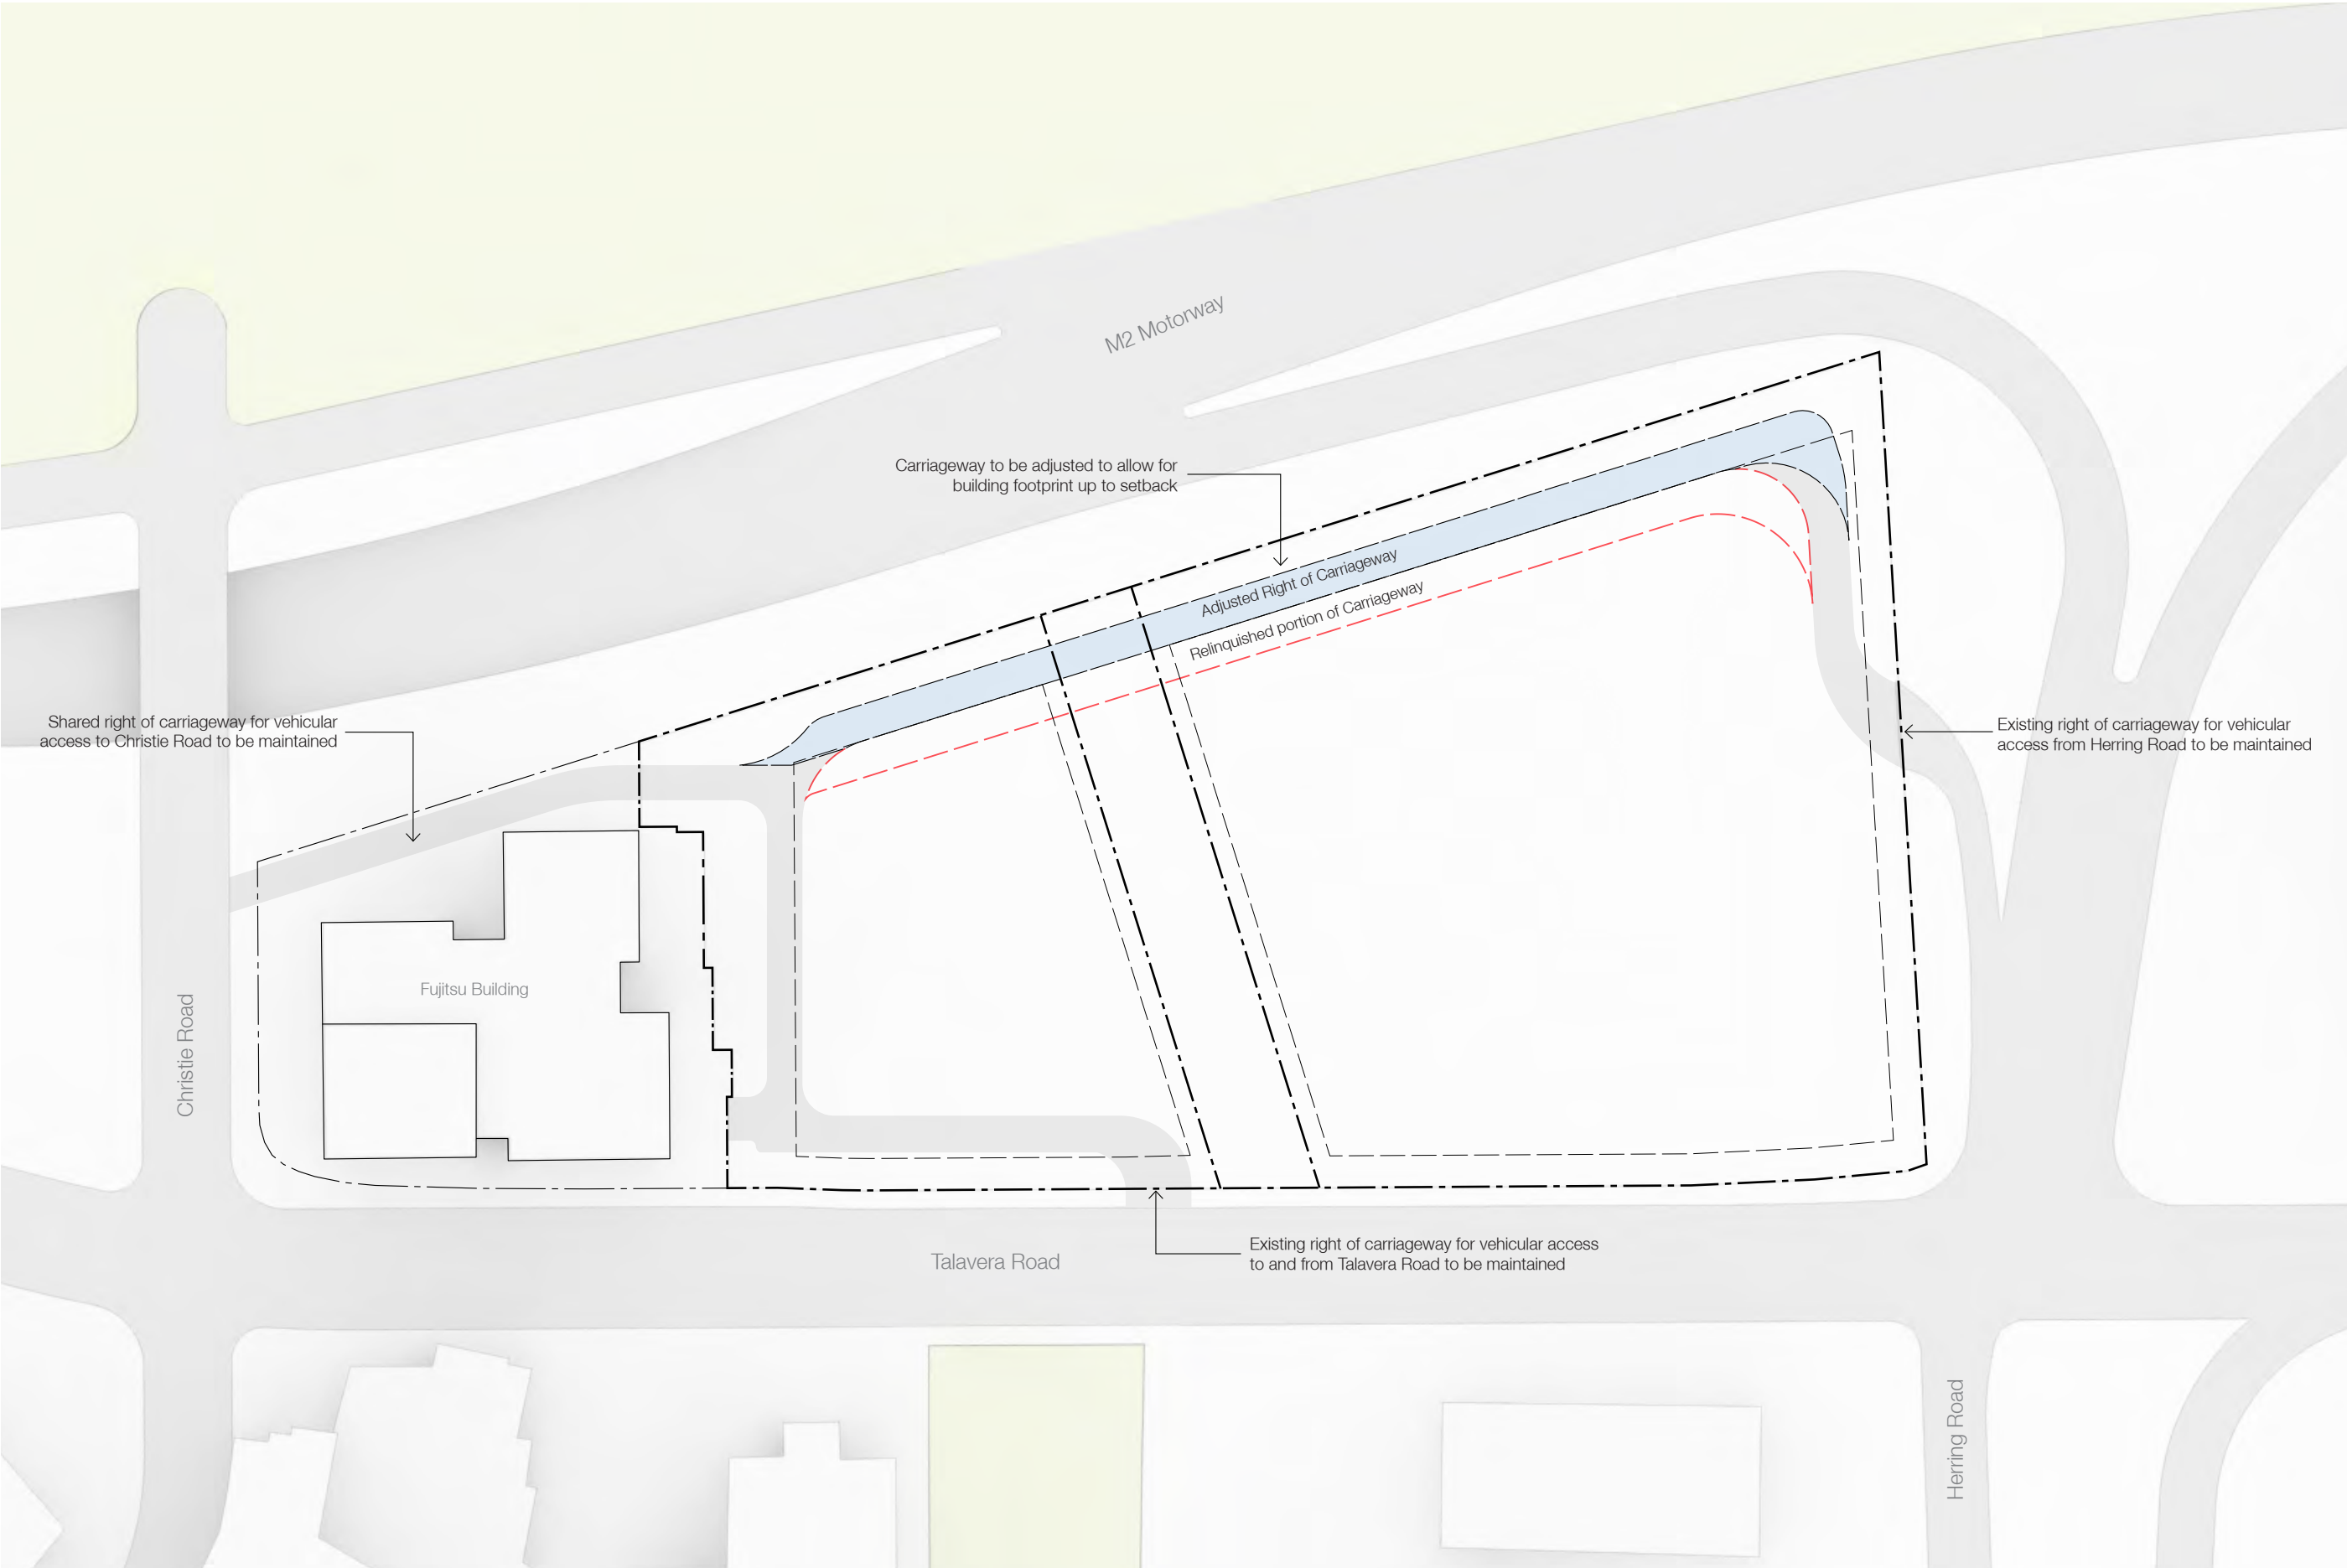 M2 Motorway
Carriageway to be adjusted to allow for
building footprint up to setback
Adjusted Right of Carriageway
Relinquished portion of Carriageway
Shared right of carriageway for vehicular
access to Christie Road to be maintained
Existing right of carriageway for vehicular
access from Herring Road to be maintained
Fujitsu Building
Christie Road
Existing right of carriageway for vehicular access
to and from Talavera Road to be maintained
Talavera Road
Herring Road